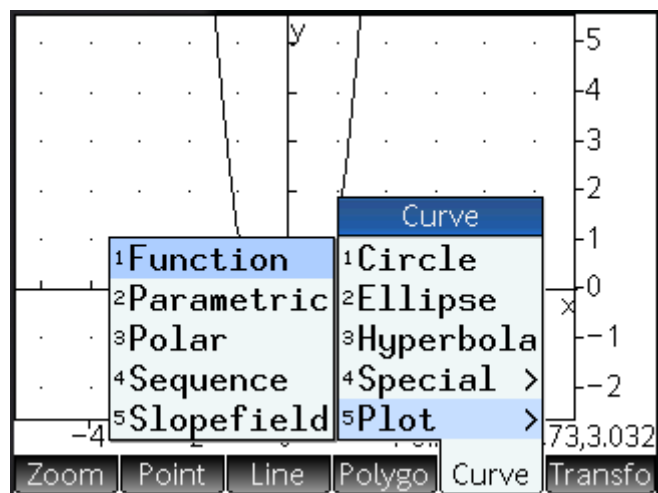 y
5
4
3
2
1
0
-1
-2
x
-4
73,3.032
Curve
1Circle
2Ellipse
3Hyperbola
4Special >
5Plot >
1Function
2Parametric
3Polar
4Sequence
5Slopefield
Zoom Point Line Polygo Curve Transfo